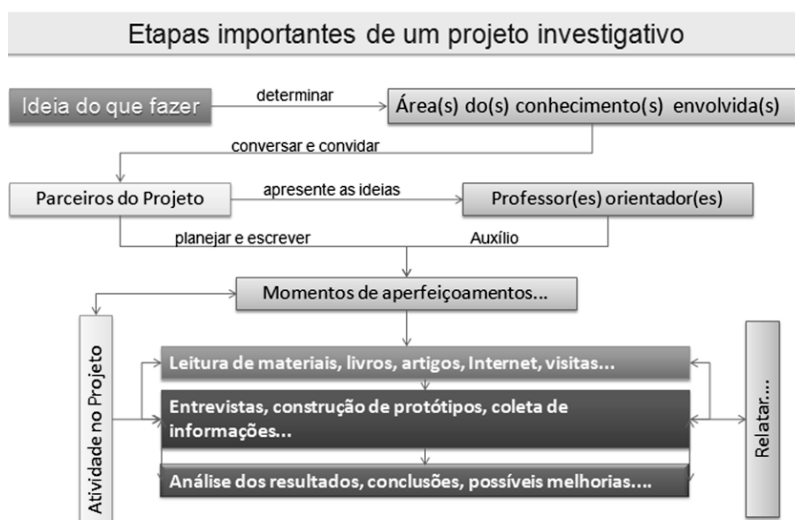 Etapas importantes de um projeto investigativo
Ideia do que fazer
determinar
Área(s) do(s) conhecimento(s) envolvida(s)
conversar e convidar
Parceiros do Projeto
apresente as ideias
Professor(es) orientador(es)
planejar e escrever
Auxílio
Momentos de aperfeiçoamentos...
Atividade no Projeto
Leitura de materiais, livros, artigos, Internet, visitas...
Entrevistas, construção de protótipos, coleta de
informações...
Análise dos resultados, conclusões, possíveis melhorias....
Relatar....